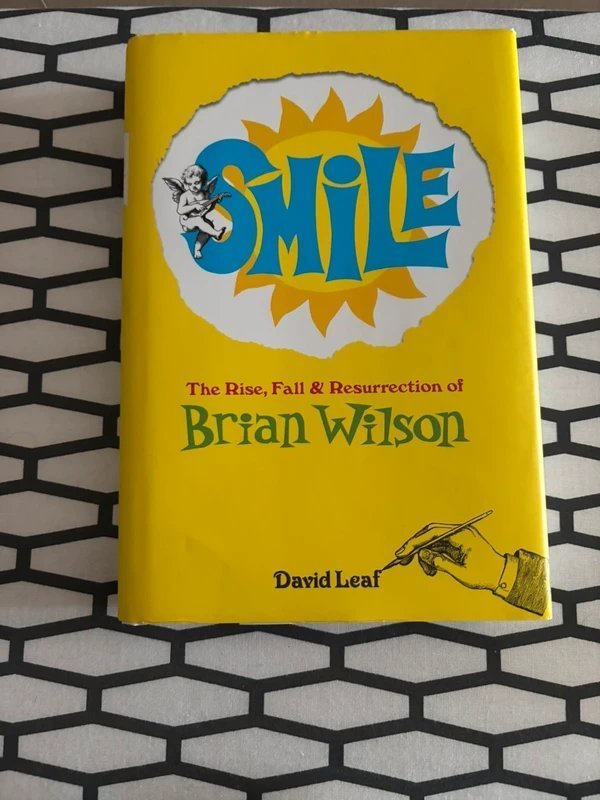 SMiLE
The Rise, Fall & Resurrection of
Brian Wilson
David Leaf